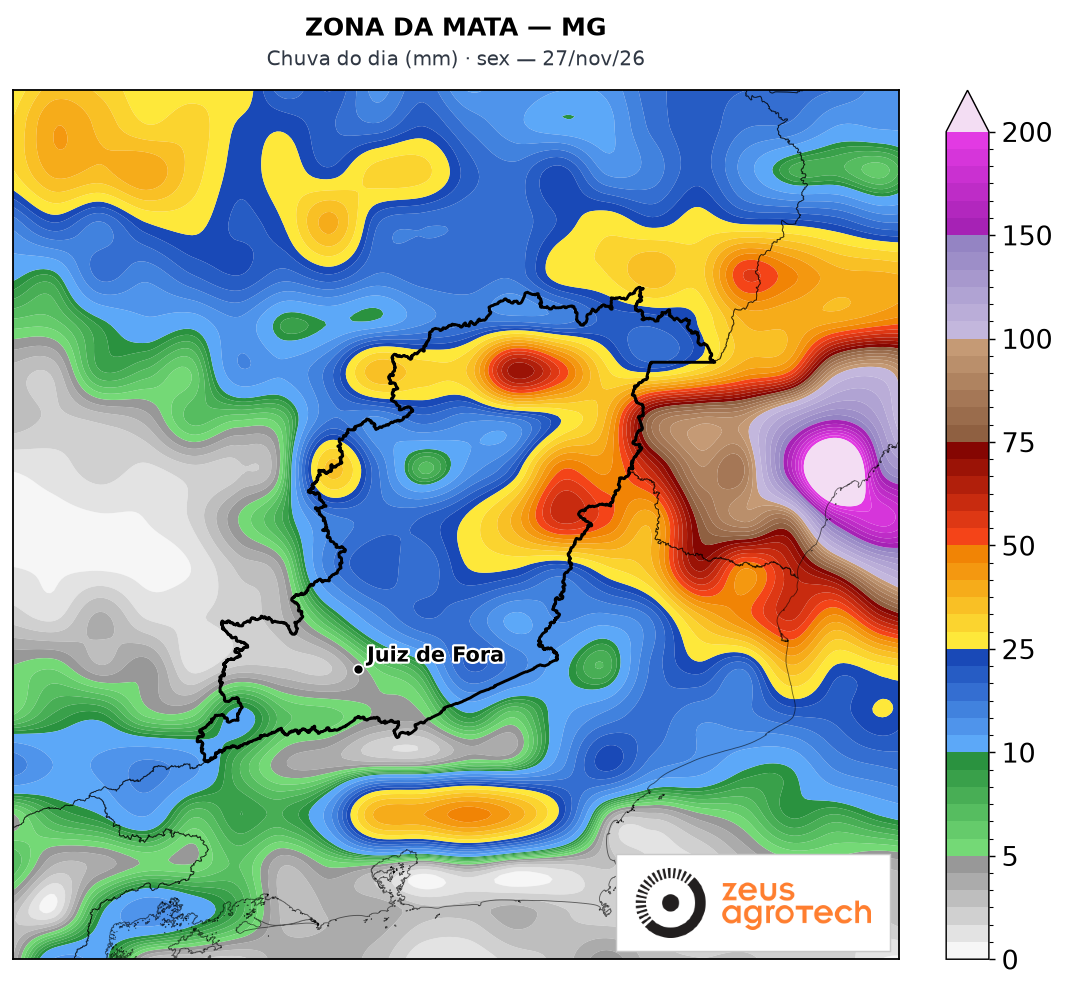 ZONA DA MATA — MG
Chuva do dia (mm) · sex — 27/nov/26
200
150
100
75
50
25
10
5
0
Juiz de Fora
zeus
agrotech